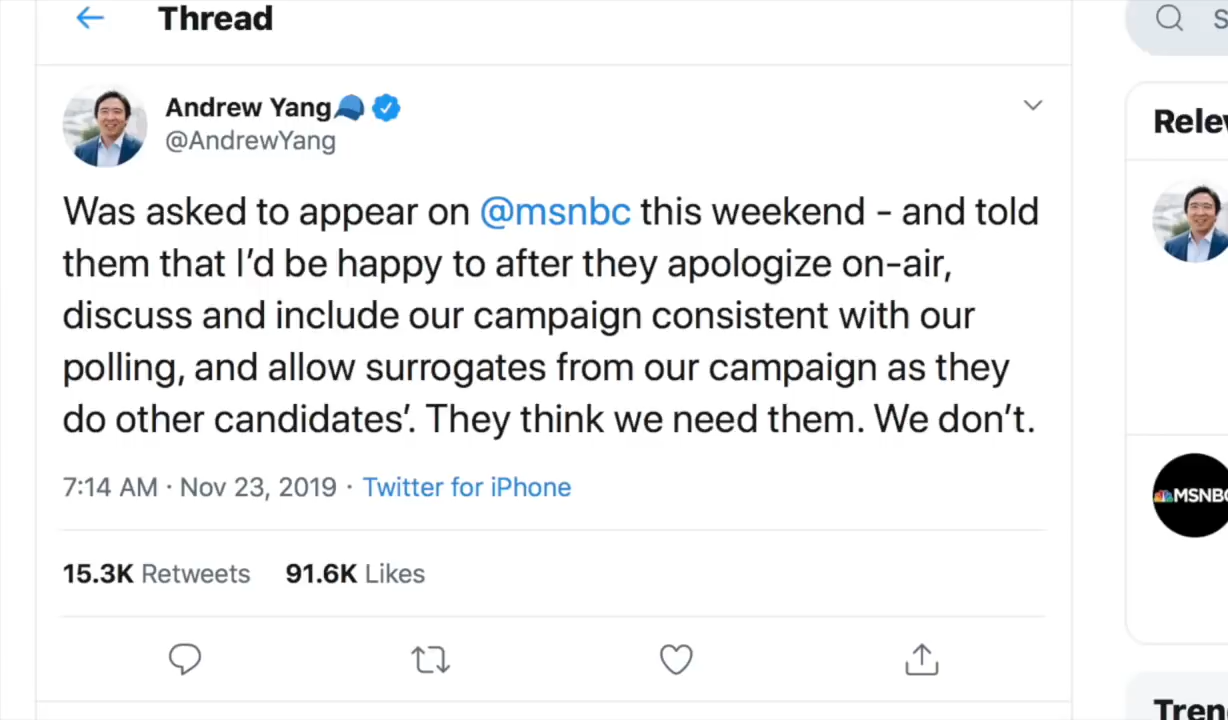 Thread
Andrew Yang
@AndrewYang
Was asked to appear on @msnbc this weekend - and told
them that I'd be happy to after they apologize on-air,
discuss and include our campaign consistent with our
polling, and allow surrogates from our campaign as they
do other candidates'. They think we need them. We don't.
7:14 AM · Nov 23, 2019 · Twitter for iPhone
15.3K Retweets 91.6K Likes
S
Rele
MSNBC
Tren